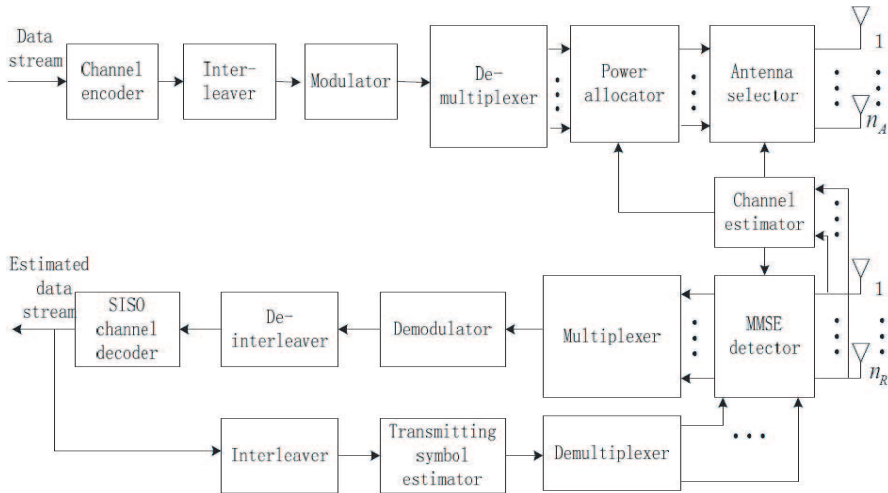 Data
stream
Channel
encoder
Inter-
leaver
Modulator
De-
multiplexer
Power
allocator
Antenna
selector
1
n_A
Channel
estimator
Estimated
data
stream
SISO
channel
decoder
De-
interleaver
Demodulator
Multiplexer
MMSE
detector
1
n_R
Interleaver
Transmitting
symbol
estimator
Demultiplexer